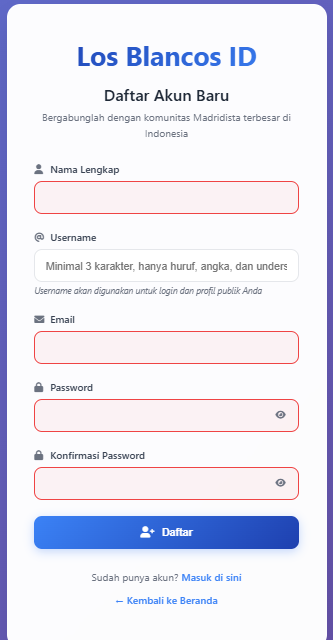 Los Blancos ID
Daftar Akun Baru
Bergabunglah dengan komunitas Madridista terbesar di
Indonesia
Nama Lengkap
Username
Minimal 3 karakter, hanya huruf, angka, dan unders
Username akan digunakan untuk login dan profil publik Anda
Email
Password
Konfirmasi Password
Daftar
Sudah punya akun? Masuk di sini
← Kembali ke Beranda